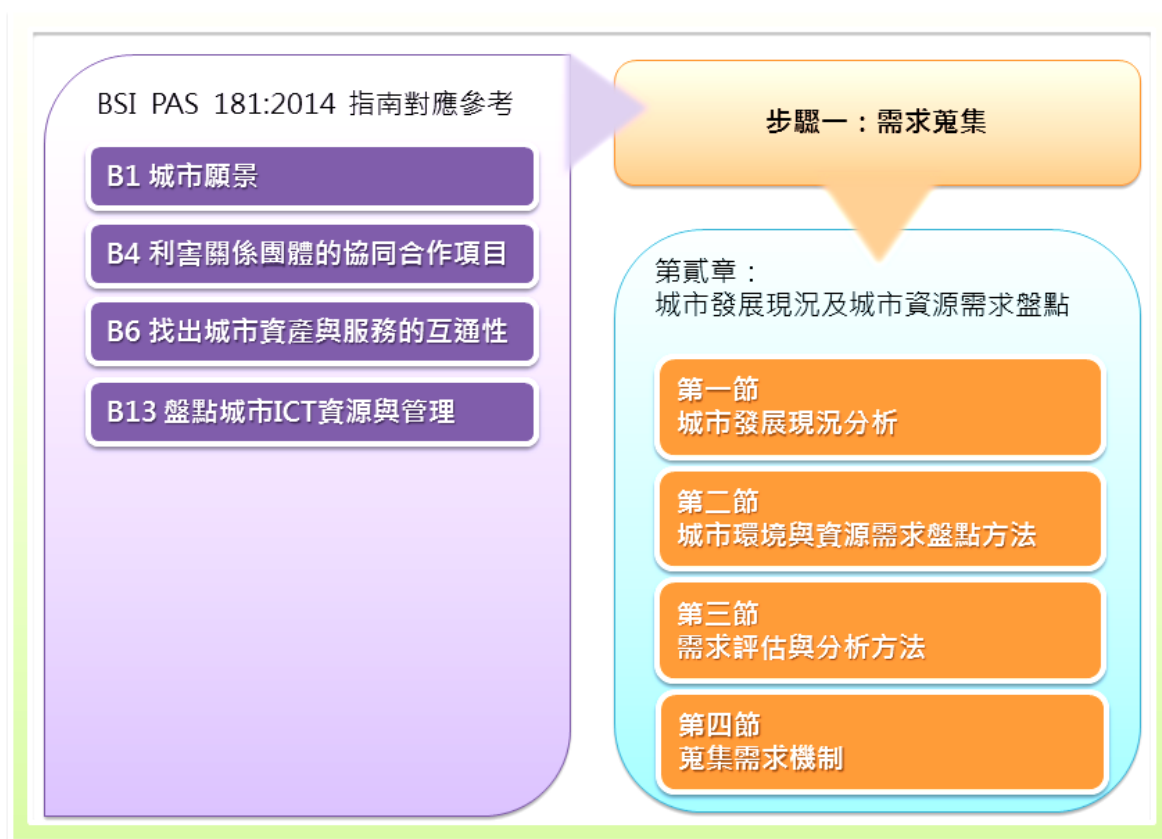 BSI PAS 181:2014 指南對應參考
B1 城市願景
B4 利害關係團體的協同合作項目
B6 找出城市資產與服務的互通性
B13 盤點城市ICT資源與管理
步驟一：需求蒐集
第貳章：
城市發展現況及城市資源需求盤點
第一節
城市發展現況分析
第二節
城市環境與資源需求盤點方法
第三節
需求評估與分析方法
第四節
蒐集需求機制